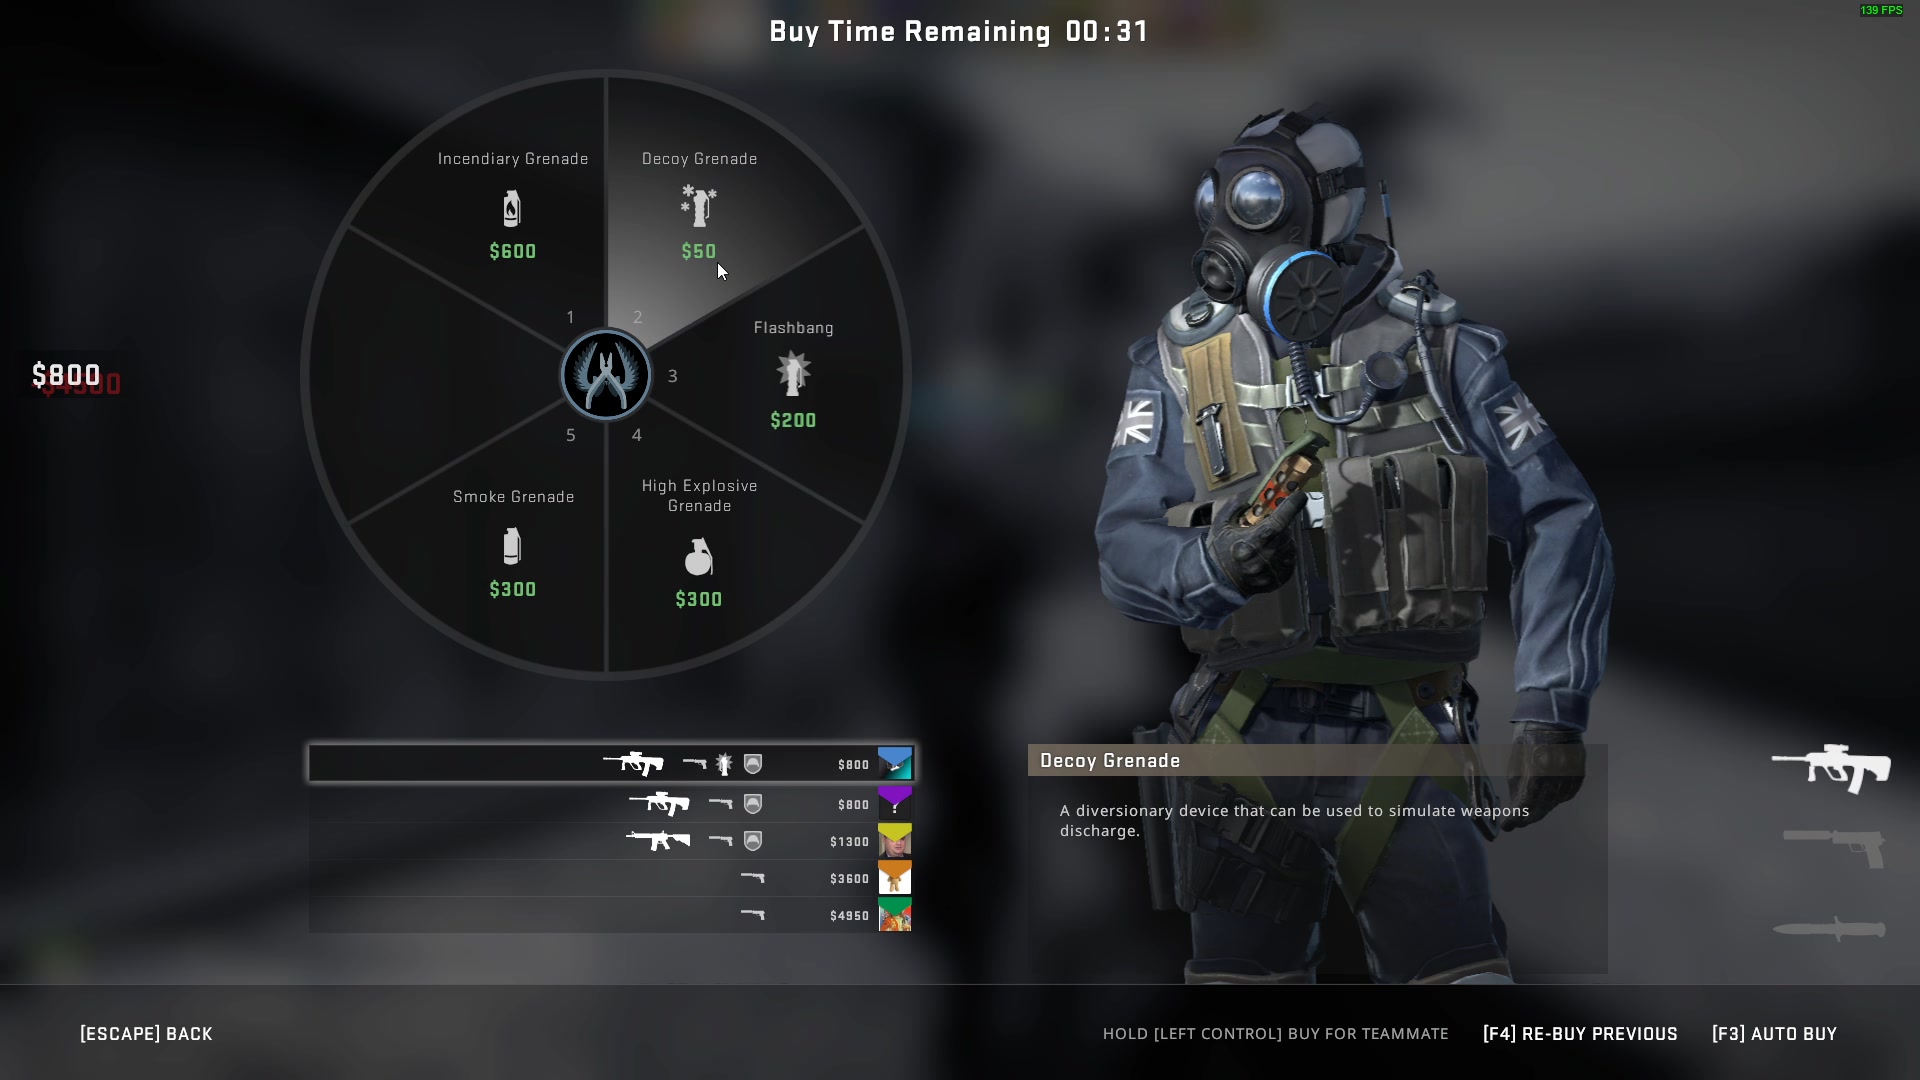 139 FPS
Buy Time Remaining 00:31
Incendiary Grenade
$600
Decoy Grenade
$50
1
2
Flashbang
$200
3
$800
5
4
Smoke Grenade
$300
High Explosive
Grenade
$300
$800
$800
$1300
$3600
$4950
Decoy Grenade
A diversionary device that can be used to simulate weapons
discharge.
[ESCAPE] BACK
HOLD [LEFT CONTROL] BUY FOR TEAMMATE
[F4] RE-BUY PREVIOUS
[F3] AUTO BUY